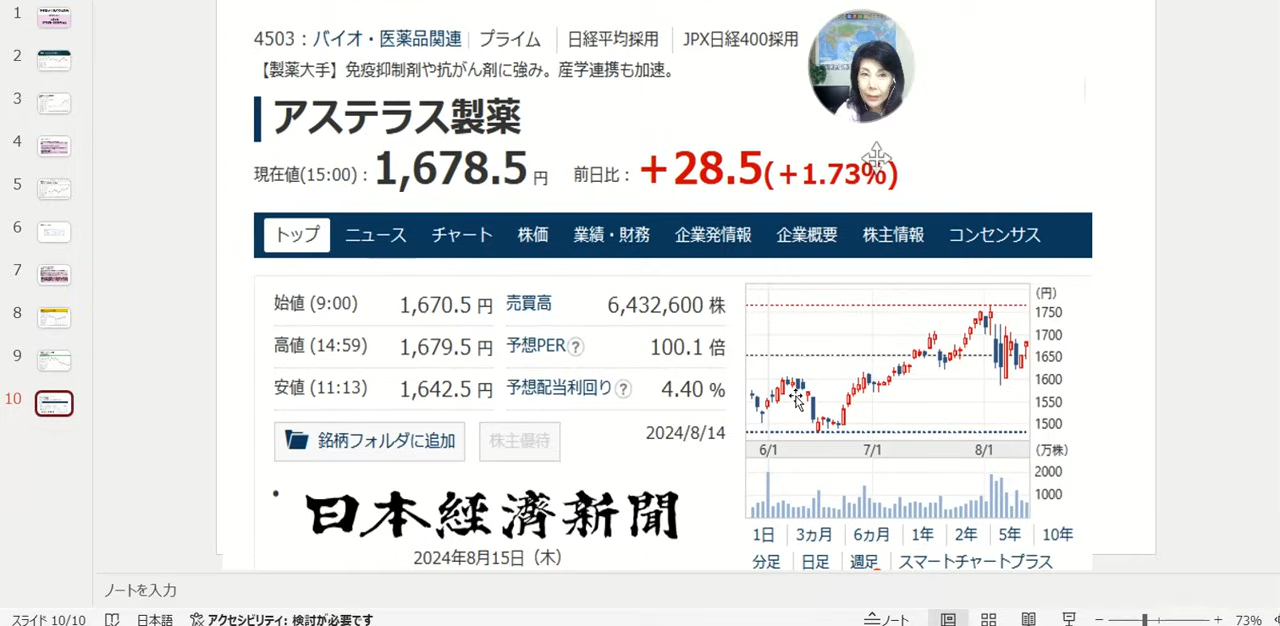 4503：バイオ・医薬品関連 プライム 日経平均採用 JPX日経400採用
【製薬大手】免疫抑制剤や抗がん剤に強み。産学連携も加速。
アステラス製薬
現在値(15:00)：1,678.5 円 前日比：+28.5(+1.73%)
トップ ニュース チャート 株価 業績・財務 企業発情報 企業概要 株主情報 コンセンサス
始値 (9:00) 1,670.5 円 売買高 6,432,600 株
高値 (14:59) 1,679.5 円 予想PER ? 100.1 倍
安値 (11:13) 1,642.5 円 予想配当利回り ? 4.40 %
銘柄フォルダに追加 株主優待 2024/8/14
(円)
1750
1700
1650
1600
1550
1500
6/1 7/1 8/1 (万株)
2000
1000
1日 3ヵ月 6ヵ月 1年 2年 5年 10年
分足 日足 週足 スマートチャートプラス
日本経済新聞
2024年8月15日（木）
1
2
3
4
5
6
7
8
9
10
ノートを入力
スライド 10/10 日本語 アクセシビリティ: 検討が必要です ノート 73%